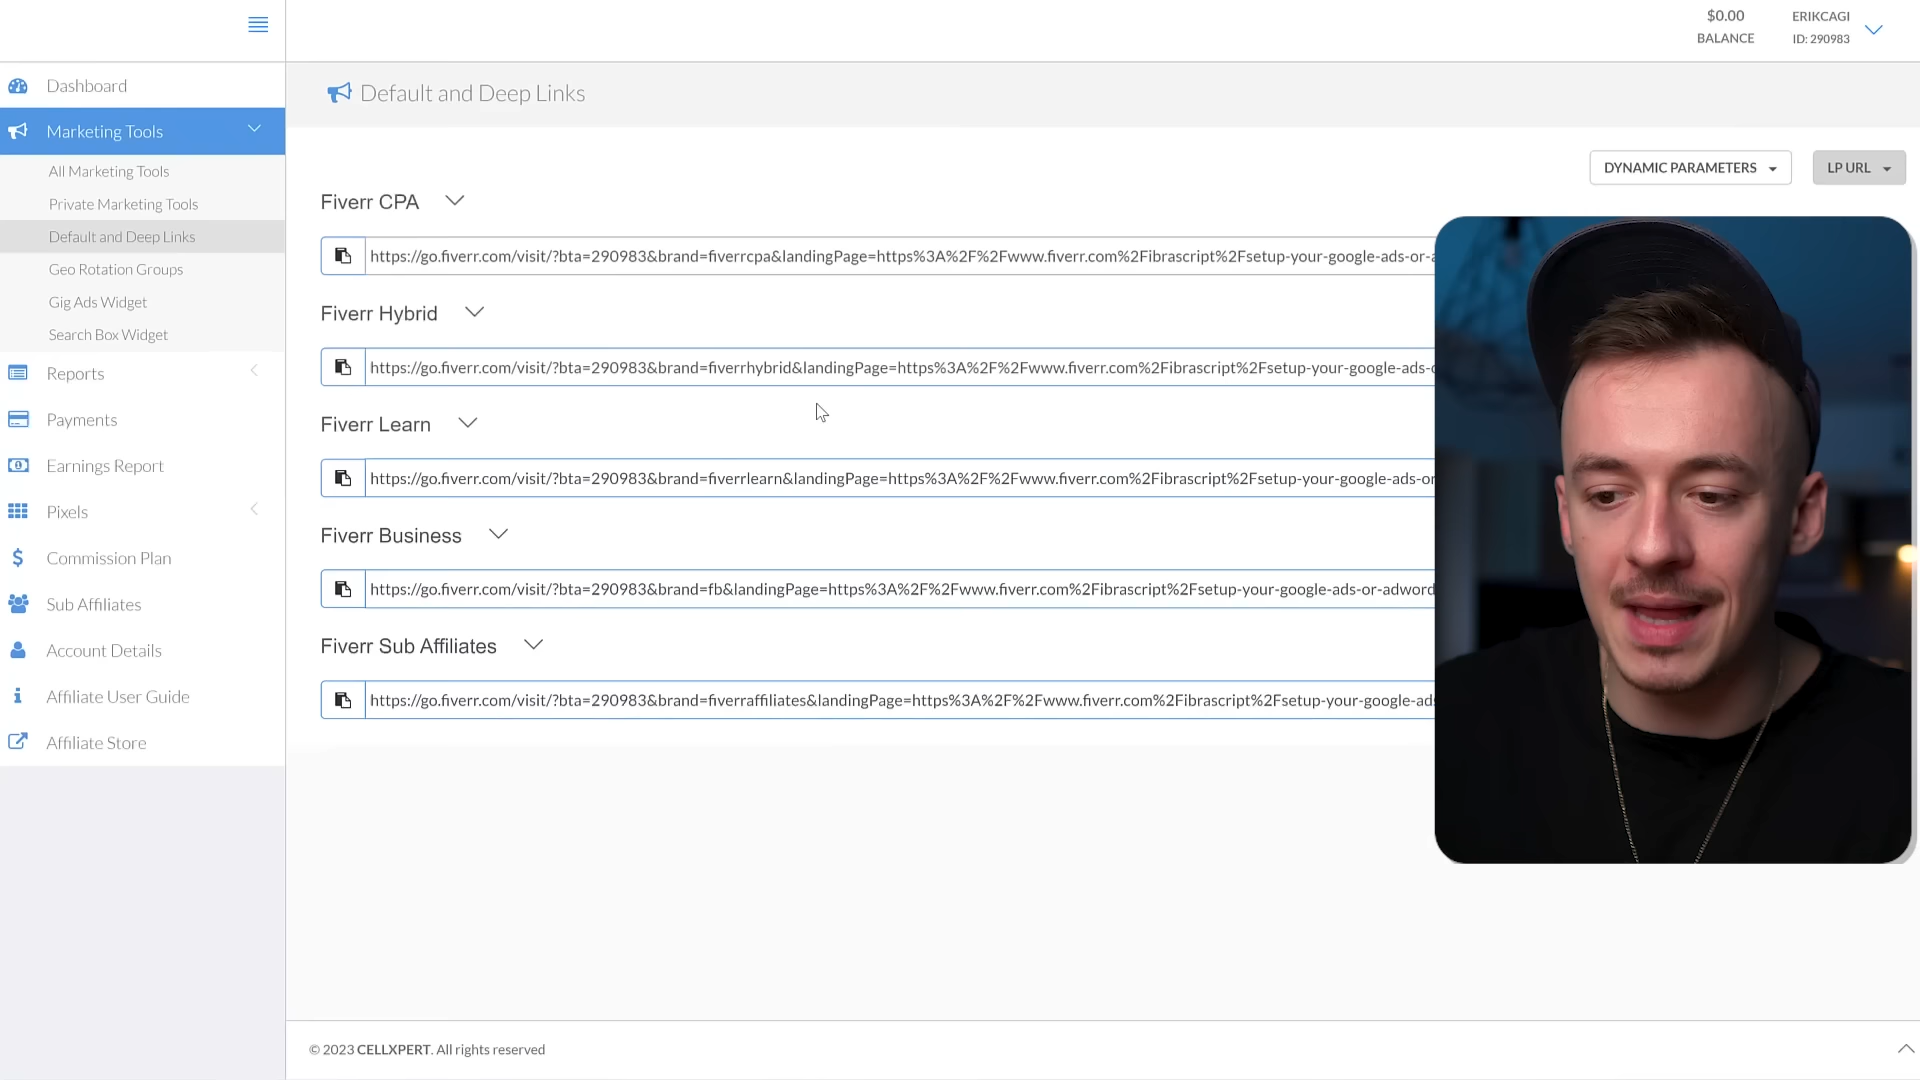 $0.00
BALANCE
ERIKCAGI
ID: 290983
Dashboard
Marketing Tools
All Marketing Tools
Private Marketing Tools
Default and Deep Links
Geo Rotation Groups
Gig Ads Widget
Search Box Widget
Reports
Payments
Earnings Report
Pixels
Commission Plan
Sub Affiliates
Account Details
Affiliate User Guide
Affiliate Store
Default and Deep Links
DYNAMIC PARAMETERS
LP URL
Fiverr CPA
https://go.fiverr.com/visit/?bta=290983&brand=fiverrcpa&landingPage=https%3A%2F%2Fwww.fiverr.com%2Fibrascript%2Fsetup-your-google-ads-or-a
Fiverr Hybrid
https://go.fiverr.com/visit/?bta=290983&brand=fiverrhybrid&landingPage=https%3A%2F%2Fwww.fiverr.com%2Fibrascript%2Fsetup-your-google-ads-o
Fiverr Learn
https://go.fiverr.com/visit/?bta=290983&brand=fiverrlearn&landingPage=https%3A%2F%2Fwww.fiverr.com%2Fibrascript%2Fsetup-your-google-ads-or
Fiverr Business
https://go.fiverr.com/visit/?bta=290983&brand=fb&landingPage=https%3A%2F%2Fwww.fiverr.com%2Fibrascript%2Fsetup-your-google-ads-or-adword
Fiverr Sub Affiliates
https://go.fiverr.com/visit/?bta=290983&brand=fiverraffiliates&landingPage=https%3A%2F%2Fwww.fiverr.com%2Fibrascript%2Fsetup-your-google-ads
© 2023 CELLXPERT. All rights reserved